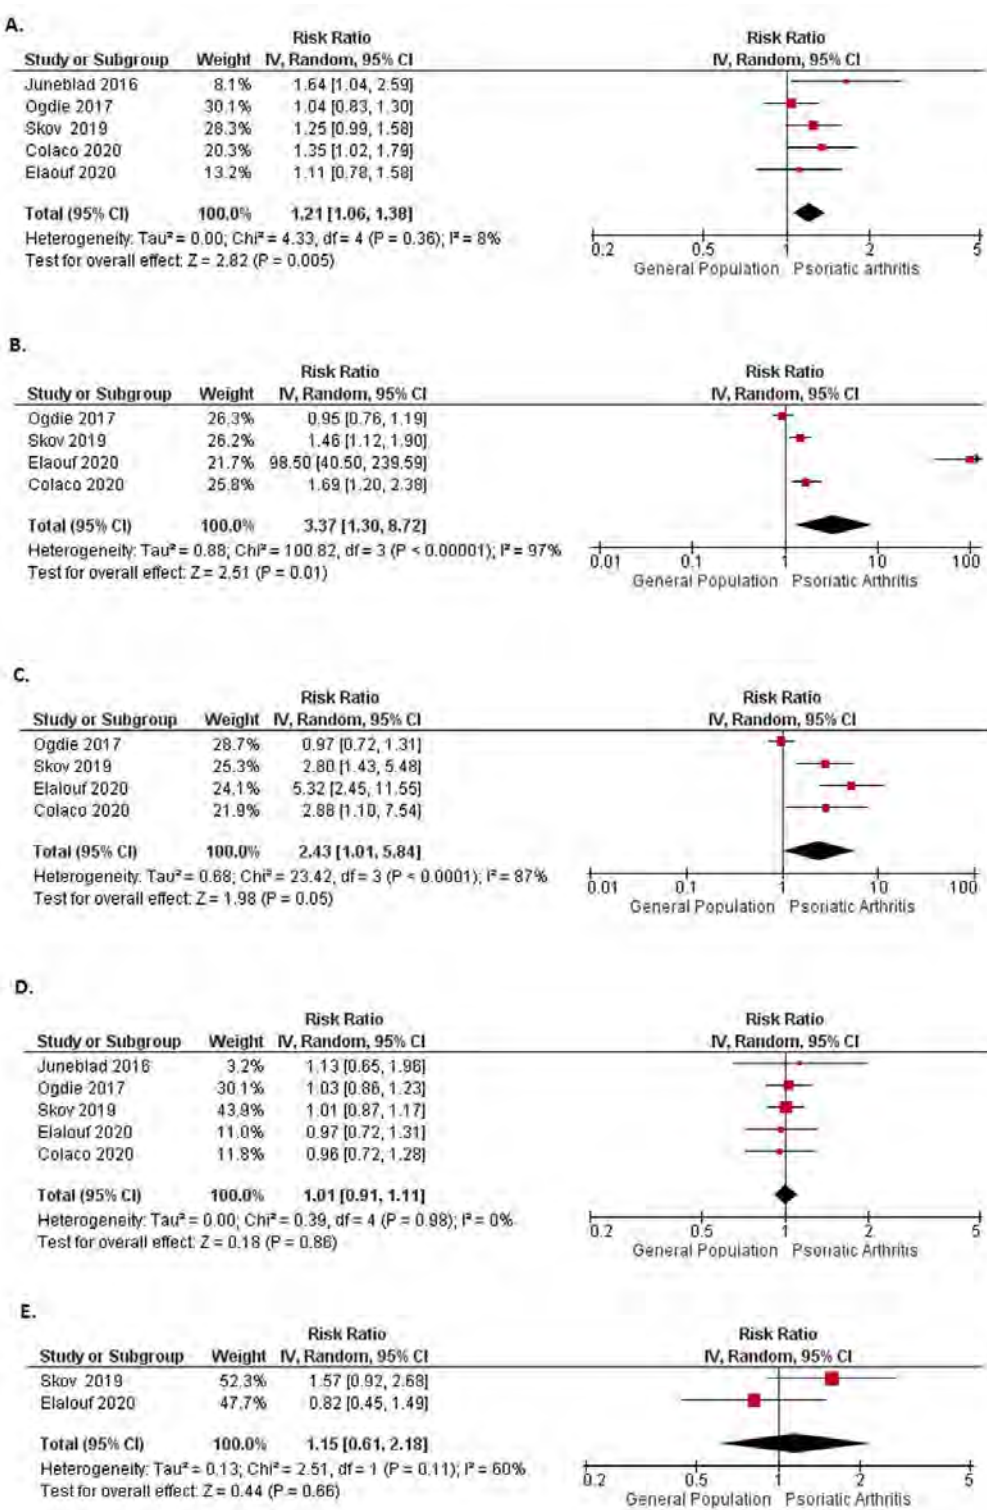 A.
Risk Ratio Risk Ratio
Study or Subgroup Weight IV, Random, 95% CI IV, Random, 95% CI
Juneblad 2016 8.1% 1.64 [1.04, 2.59]
Ogdie 2017 30.1% 1.04 [0.83, 1.30]
Skov 2019 28.3% 1.25 [0.99, 1.58]
Colaco 2020 20.3% 1.35 [1.02, 1.79]
Elaouf 2020 13.2% 1.11 [0.78, 1.58]
Total (95% CI) 100.0% 1.21 [1.06, 1.38]
Heterogeneity: Tau² = 0.00; Chi² = 4.33, df = 4 (P = 0.36); I² = 8%
Test for overall effect: Z = 2.82 (P = 0.005)
0.2 0.5 1 2 5
General Population Psoriatic arthritis
B.
Risk Ratio Risk Ratio
Study or Subgroup Weight IV, Random, 95% CI IV, Random, 95% CI
Ogdie 2017 26.3% 0.95 [0.76, 1.19]
Skov 2019 26.2% 1.46 [1.12, 1.90]
Elaouf 2020 21.7% 98.50 [40.50, 239.59]
Colaco 2020 25.8% 1.69 [1.20, 2.38]
Total (95% CI) 100.0% 3.37 [1.30, 8.72]
Heterogeneity: Tau² = 0.88; Chi² = 100.82, df = 3 (P < 0.00001); I² = 97%
Test for overall effect: Z = 2.51 (P = 0.01)
0.01 0.1 1 10 100
General Population Psoriatic Arthritis
C.
Risk Ratio Risk Ratio
Study or Subgroup Weight IV, Random, 95% CI IV, Random, 95% CI
Ogdie 2017 28.7% 0.97 [0.72, 1.31]
Skov 2019 25.3% 2.80 [1.43, 5.48]
Elalouf 2020 24.1% 5.32 [2.45, 11.55]
Colaco 2020 21.9% 2.88 [1.10, 7.54]
Total (95% CI) 100.0% 2.43 [1.01, 5.84]
Heterogeneity: Tau² = 0.68; Chi² = 23.42, df = 3 (P < 0.0001); I² = 87%
Test for overall effect: Z = 1.98 (P = 0.05)
0.01 0.1 1 10 100
General Population Psoriatic Arthritis
D.
Risk Ratio Risk Ratio
Study or Subgroup Weight IV, Random, 95% CI IV, Random, 95% CI
Juneblad 2016 3.2% 1.13 [0.65, 1.96]
Ogdie 2017 30.1% 1.03 [0.86, 1.23]
Skov 2019 43.9% 1.01 [0.87, 1.17]
Elalouf 2020 11.0% 0.97 [0.72, 1.31]
Colaco 2020 11.8% 0.96 [0.72, 1.28]
Total (95% CI) 100.0% 1.01 [0.91, 1.11]
Heterogeneity: Tau² = 0.00; Chi² = 0.39, df = 4 (P = 0.98); I² = 0%
Test for overall effect: Z = 0.18 (P = 0.86)
0.2 0.5 1 2 5
General Population Psoriatic Arthritis
E.
Risk Ratio Risk Ratio
Study or Subgroup Weight IV, Random, 95% CI IV, Random, 95% CI
Skov 2019 52.3% 1.57 [0.92, 2.68]
Elalouf 2020 47.7% 0.82 [0.45, 1.49]
Total (95% CI) 100.0% 1.15 [0.61, 2.18]
Heterogeneity: Tau² = 0.13; Chi² = 2.51, df = 1 (P = 0.11); I² = 60%
Test for overall effect: Z = 0.44 (P = 0.66)
0.2 0.5 1 2 5
General Population Psoriatic Arthritis